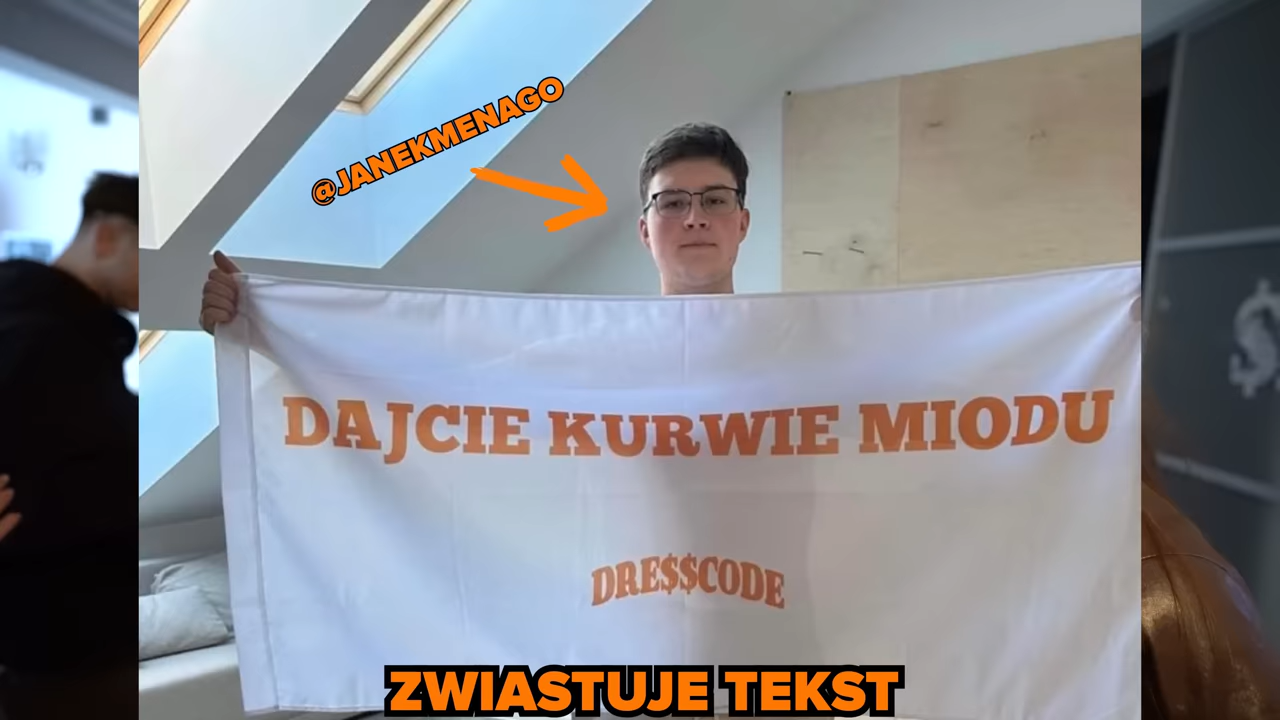 @JANEKMENAGO
DAJCIE KURWIE MIODU
DRE$$CODE
ZWIASTUJE TEKST
$